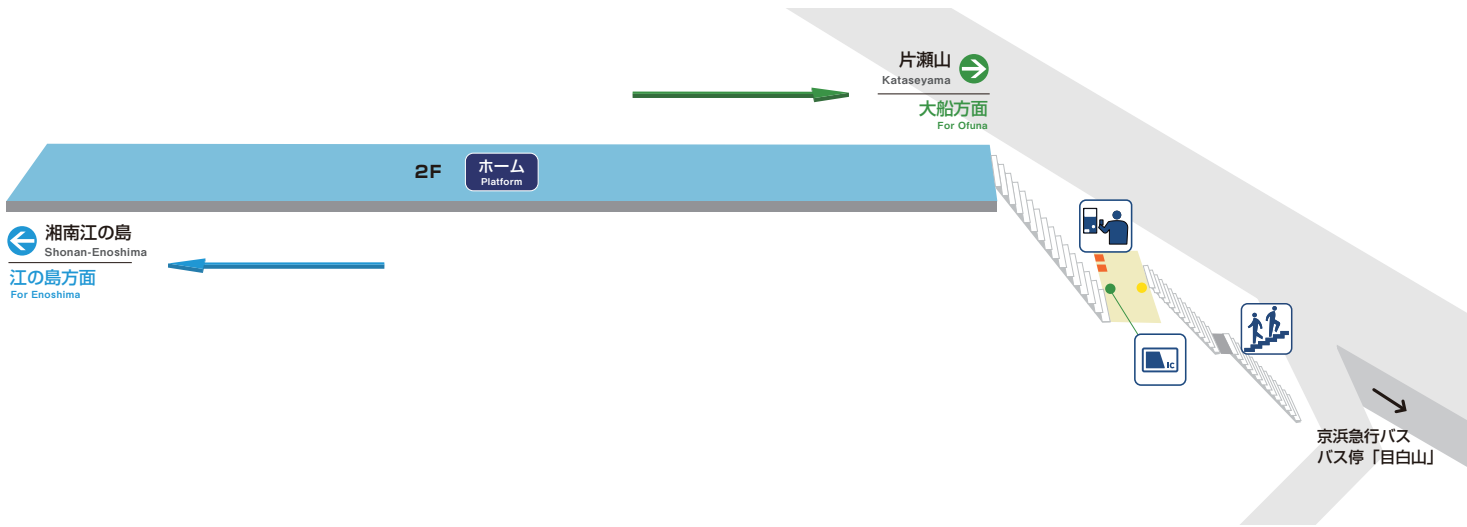 片瀬山
Kataseyama
大船方面
For Ofuna
2F
ホーム
Platform
湘南江の島
Shonan-Enoshima
江の島方面
For Enoshima
Ic
京浜急行バス
バス停「目白山」